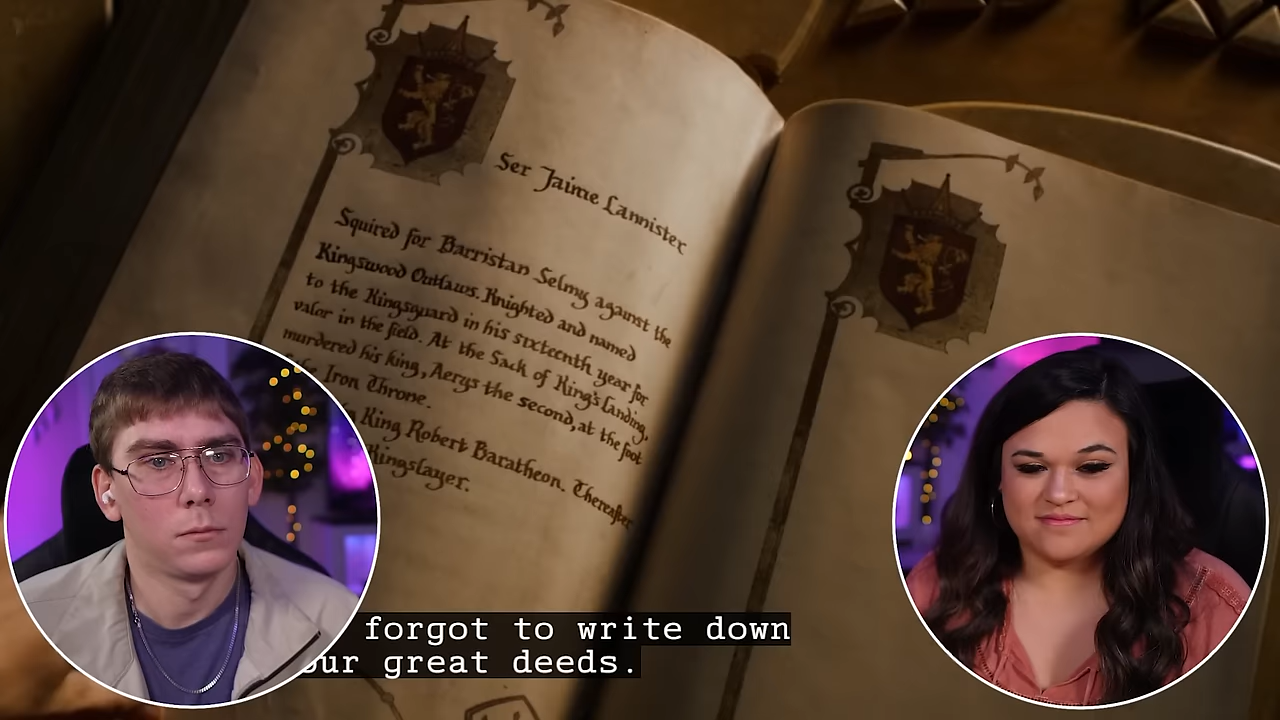 Ser Jaime Lannister
Squired for Barristan Selmy against the
Kingswood Outlaws. Knighted and named
to the Kingsguard in his sixteenth year for
valor in the field. At the Sack of King's Landing,
murdered his king, Aerys the second, at the foot
the Iron Throne.
King Robert Baratheon. Thereafter
Kingslayer.
forgot to write down
our great deeds.